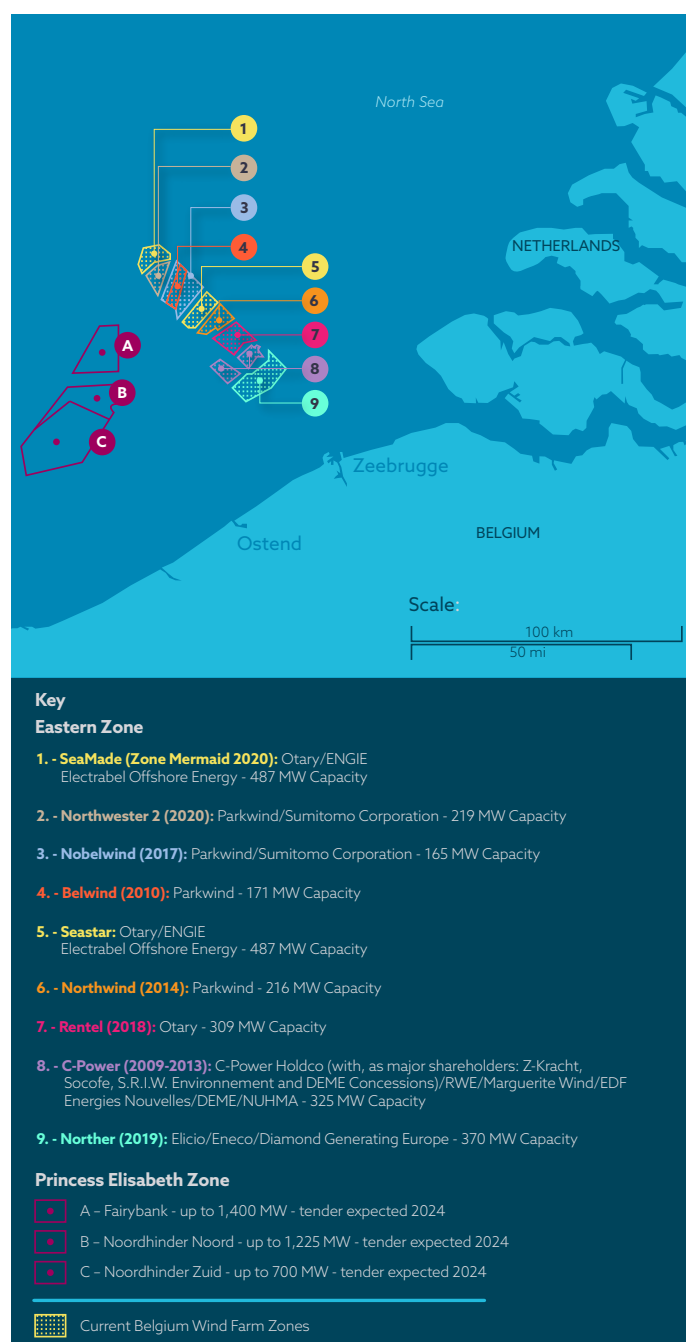 North Sea
1
2
3
4
NETHERLANDS
5
6
7
A
8
B
9
C
Zeebrugge
BELGIUM
Ostend
Scale:
100 km
50 mi
Key
Eastern Zone
1. - SeaMade (Zone Mermaid 2020): Otary/ENGIE
Electrabel Offshore Energy - 487 MW Capacity
2. - Northwester 2 (2020): Parkwind/Sumitomo Corporation - 219 MW Capacity
3. - Nobelwind (2017): Parkwind/Sumitomo Corporation - 165 MW Capacity
4. - Belwind (2010): Parkwind - 171 MW Capacity
5. - Seastar: Otary/ENGIE
Electrabel Offshore Energy - 487 MW Capacity
6. - Northwind (2014): Parkwind - 216 MW Capacity
7. - Rentel (2018): Otary - 309 MW Capacity
8. - C-Power (2009-2013): C-Power Holdco (with, as major shareholders: Z-Kracht,
Socofe, S.R.I.W. Environnement and DEME Concessions)/RWE/Marguerite Wind/EDF
Energies Nouvelles/DEME/NUHMA - 325 MW Capacity
9. - Norther (2019): Elicio/Eneco/Diamond Generating Europe - 370 MW Capacity
Princess Elisabeth Zone
A – Fairybank - up to 1,400 MW - tender expected 2024
B – Noordhinder Noord - up to 1,225 MW - tender expected 2024
C – Noordhinder Zuid - up to 700 MW - tender expected 2024
Current Belgium Wind Farm Zones